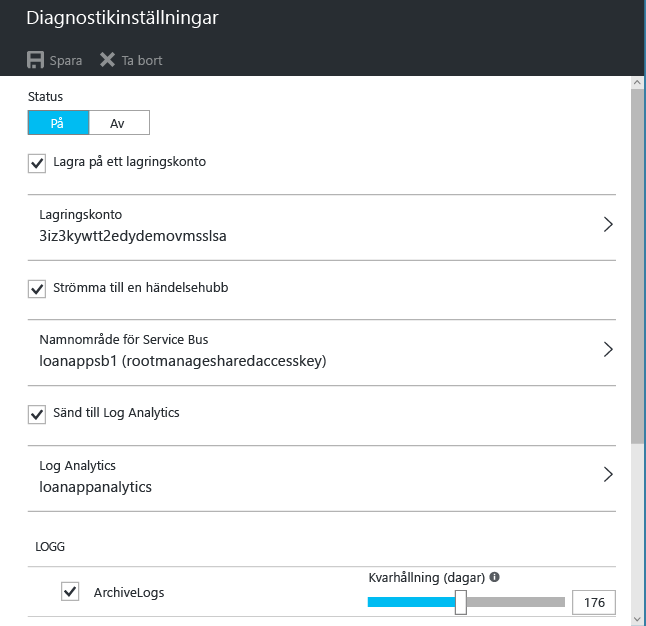 Diagnostikinställningar
Spara Ta bort
Status
På Av
Lagra på ett lagringskonto
Lagringskonto
3iz3kywtt2edydemovmsslsa
Strömma till en händelsehubb
Namnområde för Service Bus
loanappsb1 (rootmanagesharedaccesskey)
Sänd till Log Analytics
Log Analytics
loanappanalytics
LOGG
Kvarhållning (dagar)
ArchiveLogs
176